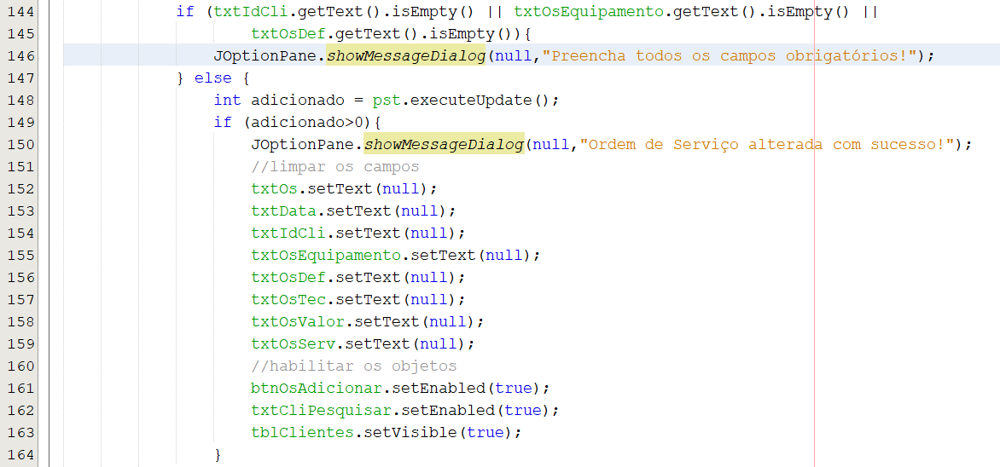 144 if (txtIdCli.getText().isEmpty() || txtOsEquipamento.getText().isEmpty() ||
145 txtOsDef.getText().isEmpty()){
146 JOptionPane.showMessageDialog(null,"Preencha todos os campos obrigatórios!");
147 } else {
148 int adicionado = pst.executeUpdate();
149 if (adicionado>0){
150 JOptionPane.showMessageDialog(null,"Ordem de Serviço alterada com sucesso!");
151 //limpar os campos
152 txtOs.setText(null);
153 txtData.setText(null);
154 txtIdCli.setText(null);
155 txtOsEquipamento.setText(null);
156 txtOsDef.setText(null);
157 txtOsTec.setText(null);
158 txtOsValor.setText(null);
159 txtOsServ.setText(null);
160 //habilitar os objetos
161 btnOsAdicionar.setEnabled(true);
162 txtCliPesquisar.setEnabled(true);
163 tblClientes.setVisible(true);
164 }